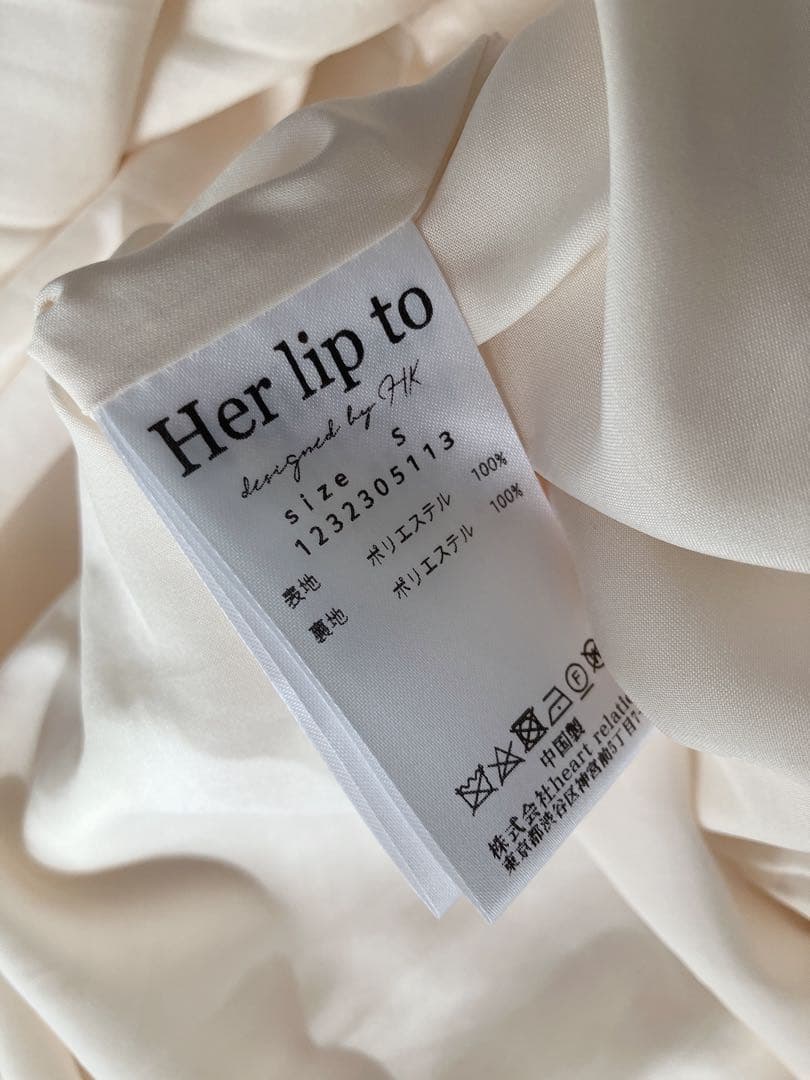 Her lip to
designed by HK
size S
1232305113
表地 ポリエステル 100%
裏地 ポリエステル 100%
F
中国製
株式会社heart
東京都渋谷区神宮前5丁目7-